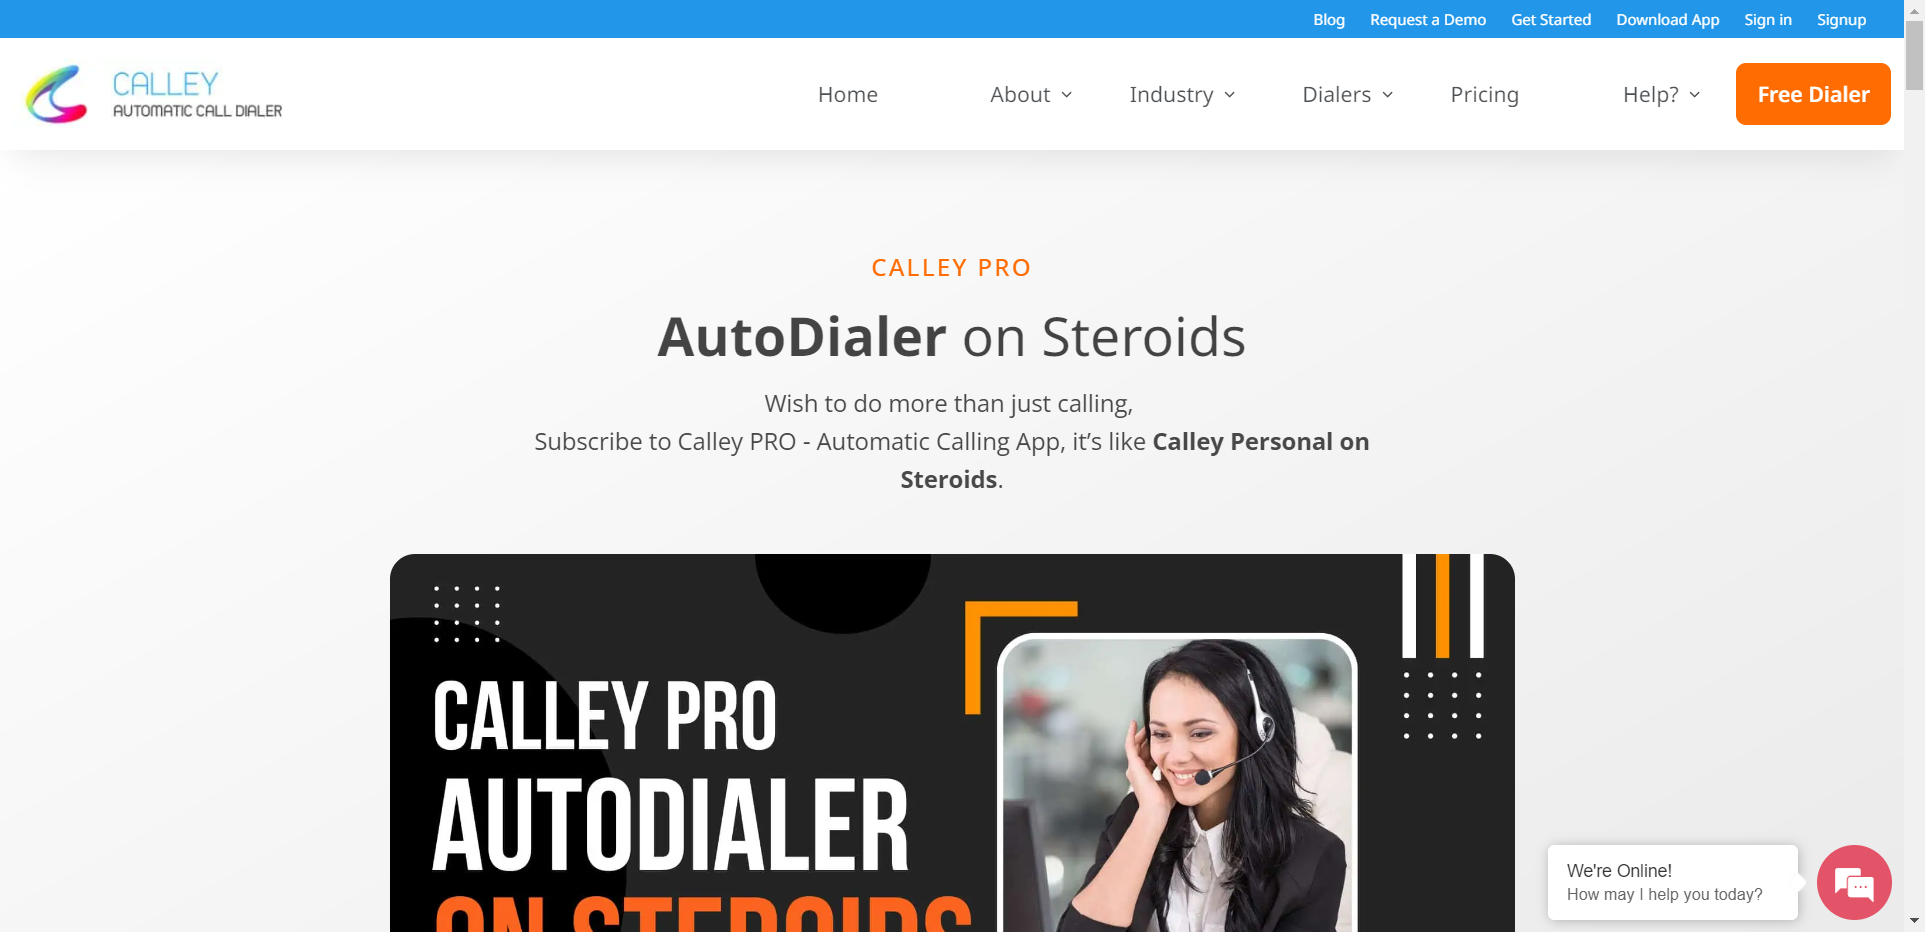 Blog Request a Demo Get Started Download App Sign in Signup
CALLEY
AUTOMATIC CALL DIALER
Home About Industry Dialers Pricing Help? Free Dialer
CALLEY PRO
AutoDialer on Steroids
Wish to do more than just calling,
Subscribe to Calley PRO - Automatic Calling App, it’s like Calley Personal on
Steroids.
CALLEY PRO
AUTODIALER
ON STEROIDS
We're Online!
How may I help you today?